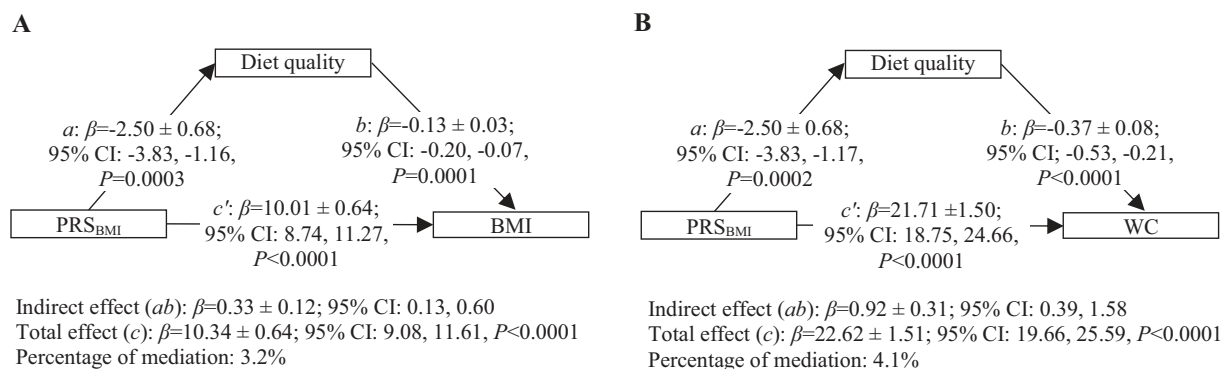 A
Diet quality
a: β=-2.50 ± 0.68;
95% CI: -3.83, -1.16,
P=0.0003
b: β=-0.13 ± 0.03;
95% CI: -0.20, -0.07,
P=0.0001
PRSBMI
c′: β=10.01 ± 0.64;
95% CI: 8.74, 11.27,
P<0.0001
BMI
Indirect effect (ab): β=0.33 ± 0.12; 95% CI: 0.13, 0.60
Total effect (c): β=10.34 ± 0.64; 95% CI: 9.08, 11.61, P<0.0001
Percentage of mediation: 3.2%
B
Diet quality
a: β=-2.50 ± 0.68;
95% CI: -3.83, -1.17,
P=0.0002
b: β=-0.37 ± 0.08;
95% CI; -0.53, -0.21,
P<0.0001
PRSBMI
c′: β=21.71 ±1.50;
95% CI: 18.75, 24.66,
P<0.0001
WC
Indirect effect (ab): β=0.92 ± 0.31; 95% CI: 0.39, 1.58
Total effect (c): β=22.62 ± 1.51; 95% CI: 19.66, 25.59, P<0.0001
Percentage of mediation: 4.1%